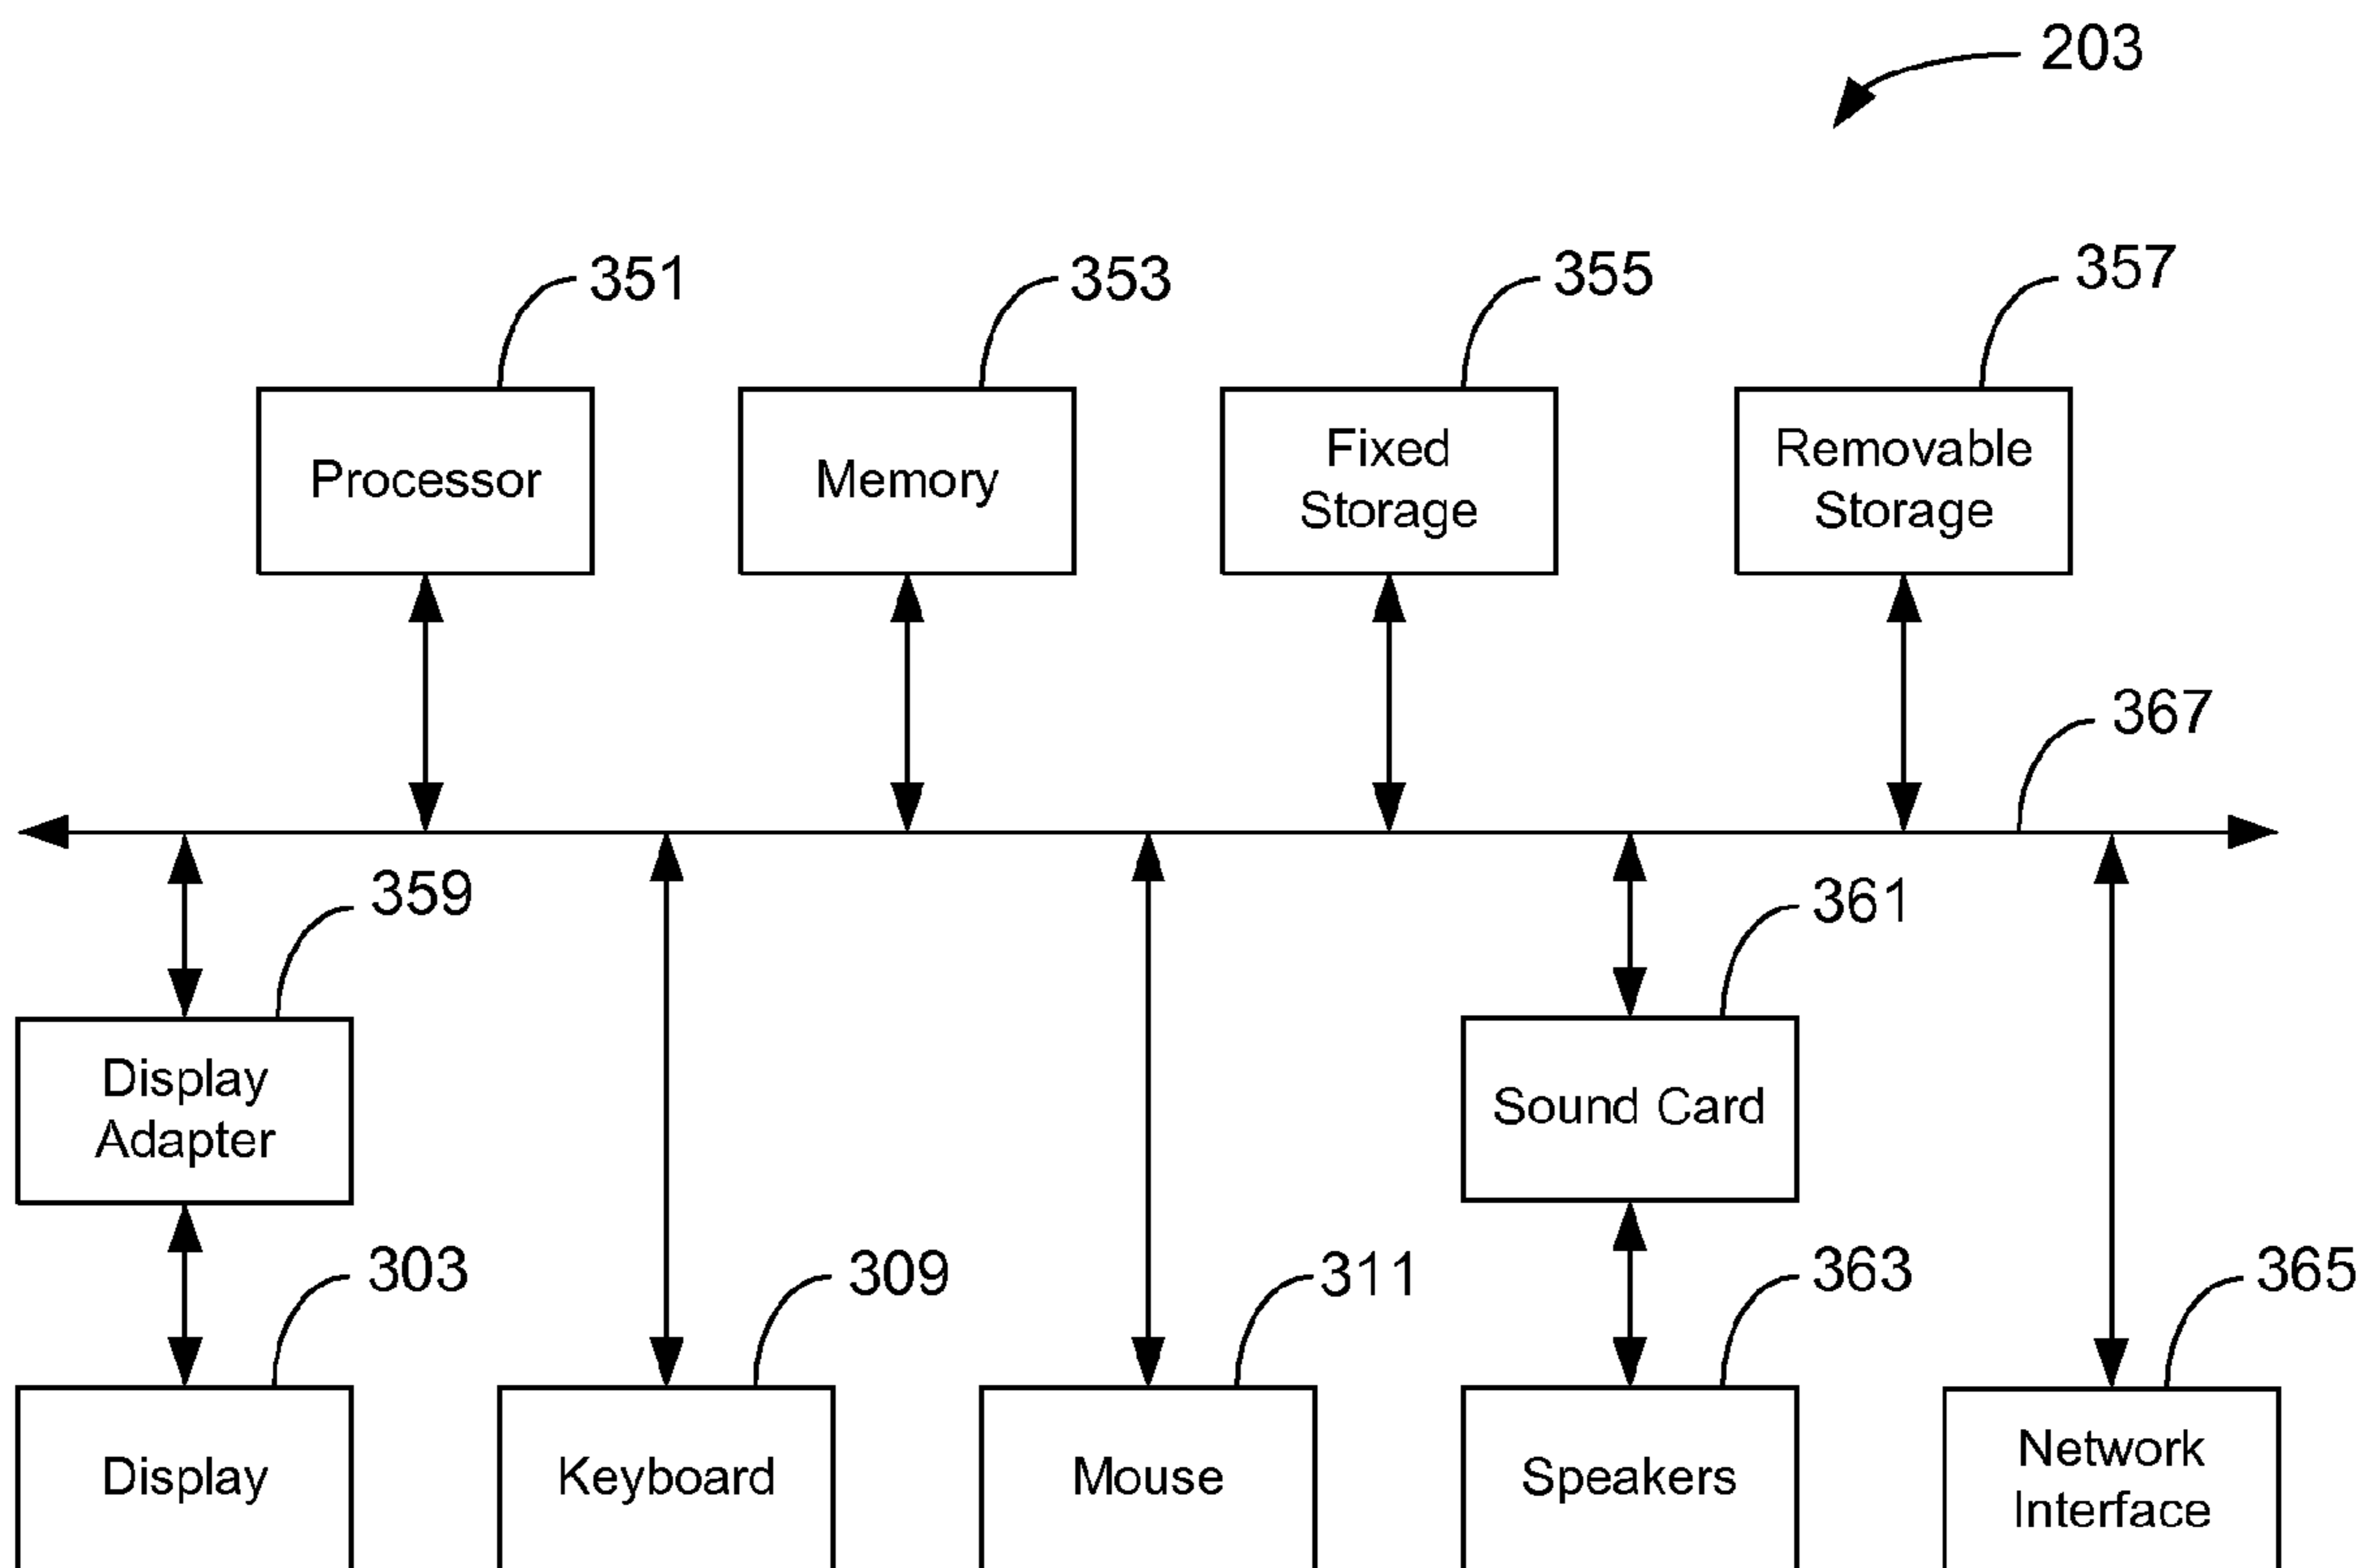 203
351
353
355
357
Processor
Memory
Fixed
Storage
Removable
Storage
367
359
361
Display
Adapter
Sound Card
303
309
311
363
365
Display
Keyboard
Mouse
Speakers
Network
Interface